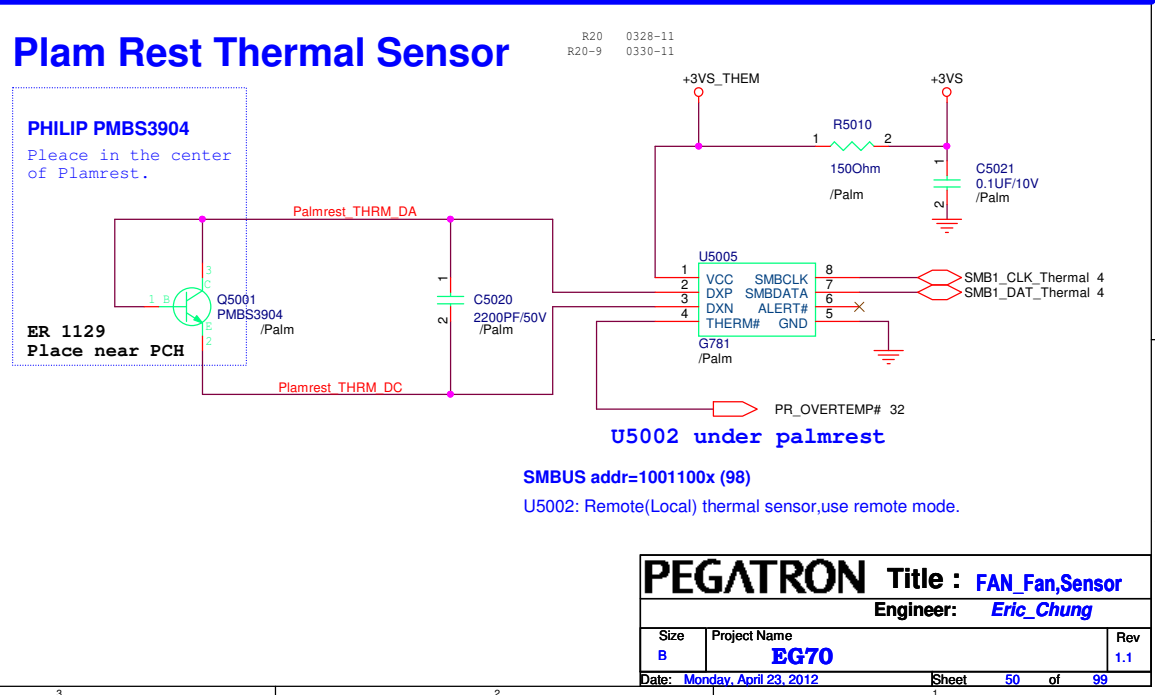 Plam Rest Thermal Sensor
R20 0328-11
R20-9 0330-11
+3VS_THEM
+3VS
PHILIP PMBS3904
Pleace in the center
of Plamrest.
R5010
1 2
150Ohm
/Palm
1
C5021
0.1UF/10V
/Palm
2
Palmrest_THRM_DA
3
C
1 B
Q5001
PMBS3904
/Palm
E
2
ER 1129
Place near PCH
1
C5020
2200PF/50V
/Palm
2
Plamrest_THRM_DC
U5005
1 VCC SMBCLK 8
2 DXP SMBDATA 7
3 DXN ALERT# 6
4 THERM# GND 5
G781
/Palm
SMB1_CLK_Thermal 4
SMB1_DAT_Thermal 4
PR_OVERTEMP# 32
U5002 under palmrest
SMBUS addr=1001100x (98)
U5002: Remote(Local) thermal sensor,use remote mode.
PEGATRON
Title : FAN_Fan,Sensor
Engineer: Eric_Chung
Size
B
Project Name
EG70
Rev
1.1
Date: Monday, April 23, 2012
Sheet 50 of 99
3 2 1